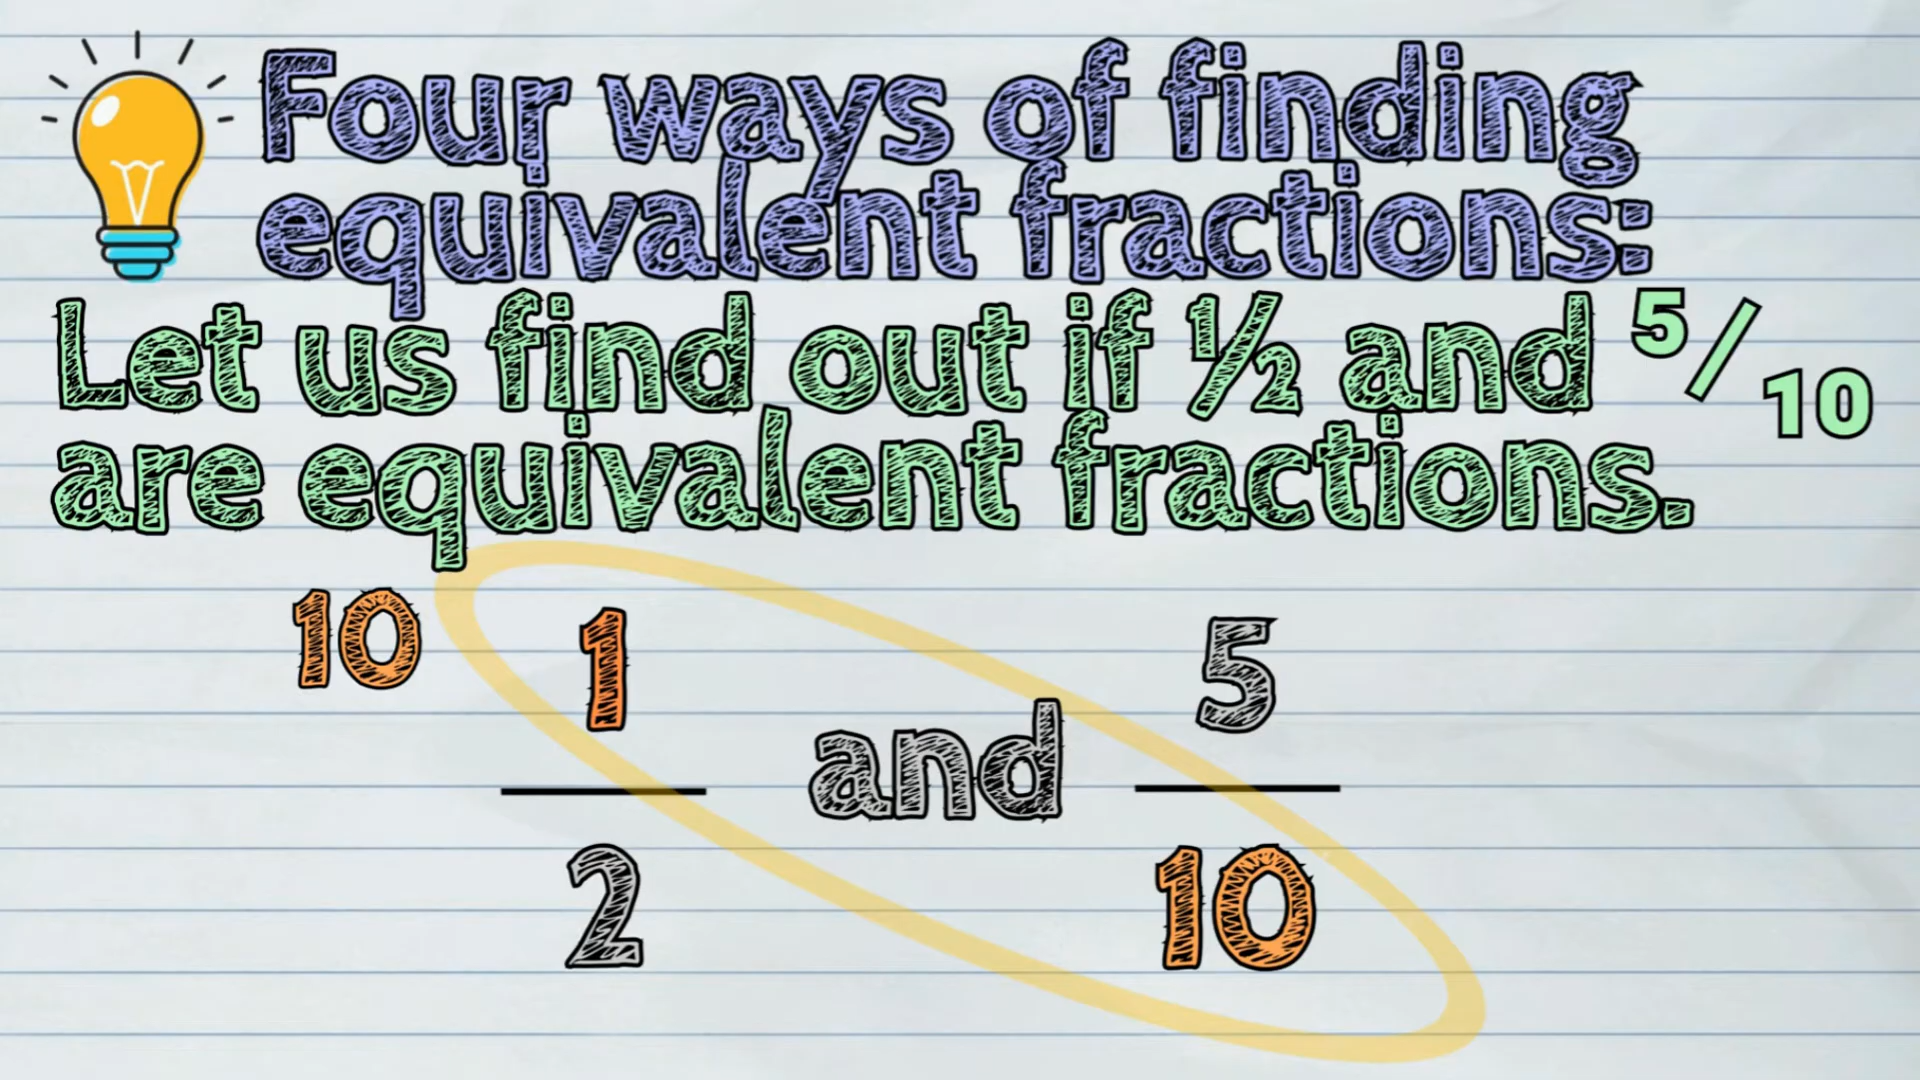 Four ways of finding
equivalent fractions:
Let us find out if ½ and 5/10
are equivalent fractions.
10 1 5
and
2 10